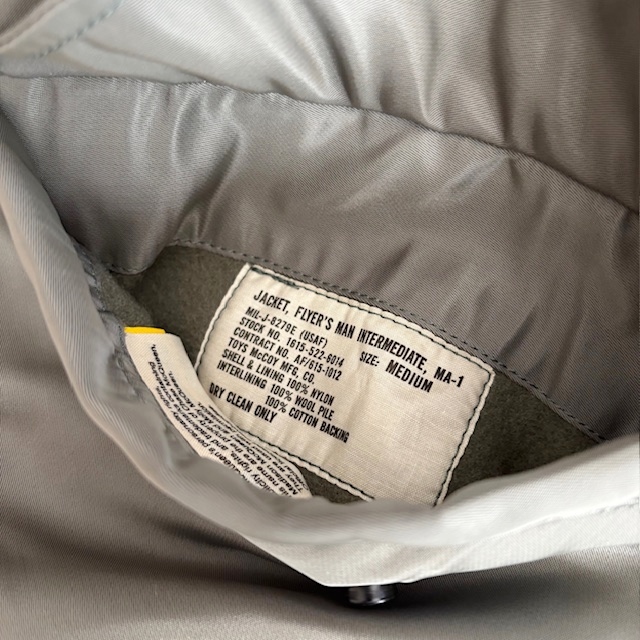 JACKET, FLYER'S MAN INTERMEDIATE, MA-1
MIL-J-8279E (USAF)
STOCK NO. 1615-522-6014
CONTRACT NO. AF/615-1012
TOYS McCOY MFG. CO.
SIZE: MEDIUM
SHELL & LINING 100% NYLON
INTERLINING 100% WOOL PILE
100% COTTON BACKING
DRY CLEAN ONLY